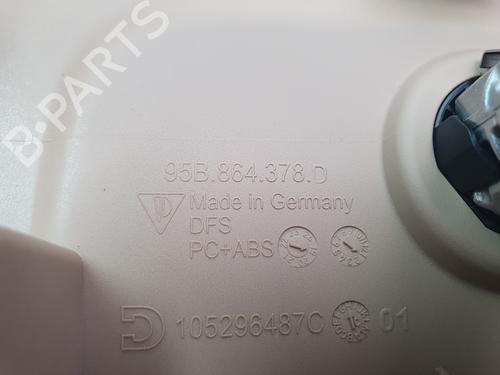 B-PARTS
95B.864.378.D
Made in Germany
DFS
PC+ABS
105296487C 01